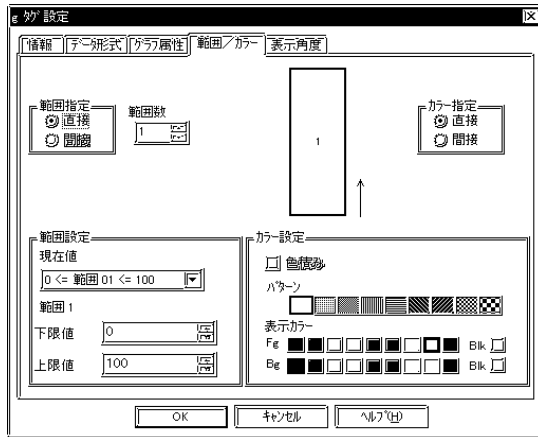 g ﾀｸﾞ設定
情報 ﾃﾞｰﾀ形式 ｸﾞﾗﾌ属性 範囲／ｶﾗｰ 表示角度
範囲指定
直接
間接
範囲数
1
1
ｶﾗｰ指定
直接
間接
範囲設定
現在値
0 <= 範囲 01 <= 100
範囲 1
下限値 0
上限値 100
ｶﾗｰ設定
色積み
ﾊﾟﾀｰﾝ
表示ｶﾗｰ
Fg Blk
Bg Blk
OK ｷｬﾝｾﾙ ﾍﾙﾌﾟ(H)